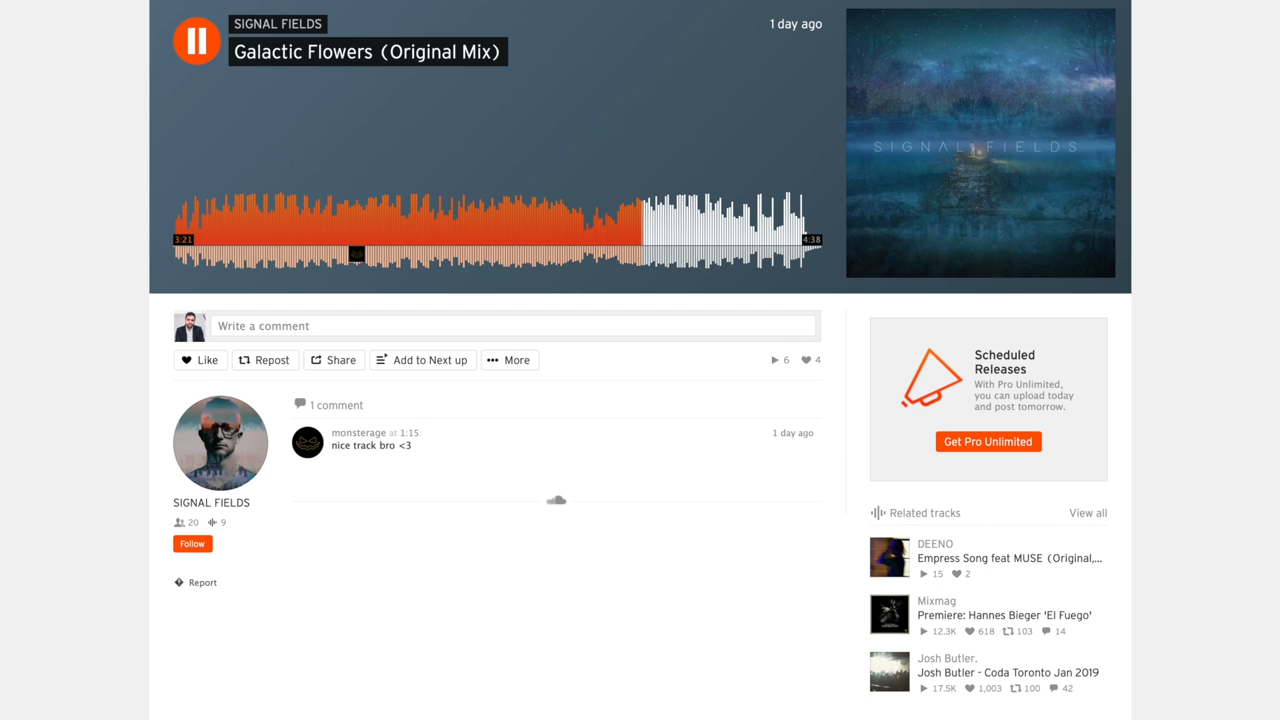 SIGNAL FIELDS
Galactic Flowers (Original Mix)
1 day ago
SIGNAL FIELDS
3:21
4:38
Write a comment
Like
Repost
Share
Add to Next up
More
6
4
1 comment
monsterage at 1:15:
1 day ago
nice track bro <3
SIGNAL FIELDS
20
9
Follow
Report
Scheduled
Releases
With Pro Unlimited,
you can upload today
and post tomorrow.
Get Pro Unlimited
Related tracks
View all
DEENO
Empress Song feat MUSE (Original,...
15
2
Mixmag
Premiere: Hannes Bieger 'El Fuego'
12.3K
618
103
14
Josh Butler.
Josh Butler - Coda Toronto Jan 2019
17.5K
1,003
100
42